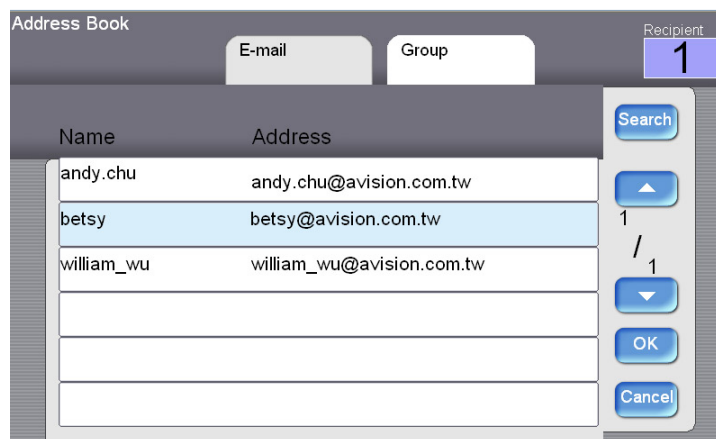 Address Book
Recipient
E-mail Group
1
Search
Name Address
andy.chu andy.chu@avision.com.tw
betsy betsy@avision.com.tw
1
/
1
william_wu william_wu@avision.com.tw
OK
Cancel